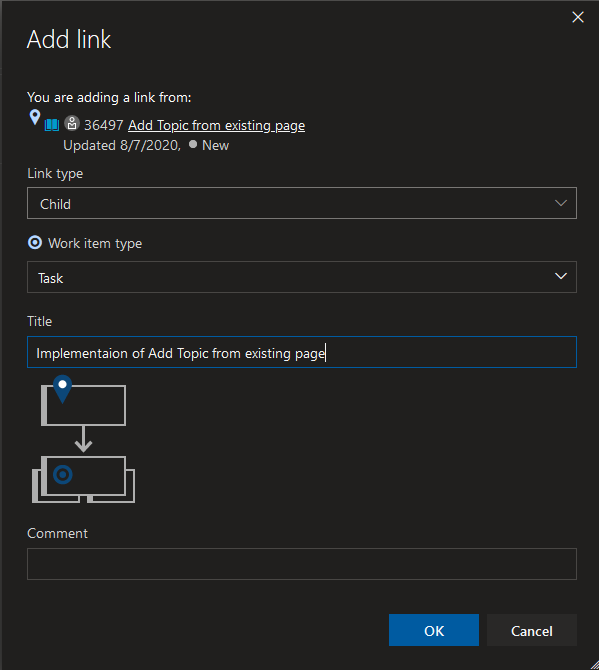 Add link
You are adding a link from:
36497 Add Topic from existing page
Updated 8/7/2020, New
Link type
Child
Work item type
Task
Title
Implementaion of Add Topic from existing page
Comment
OK Cancel